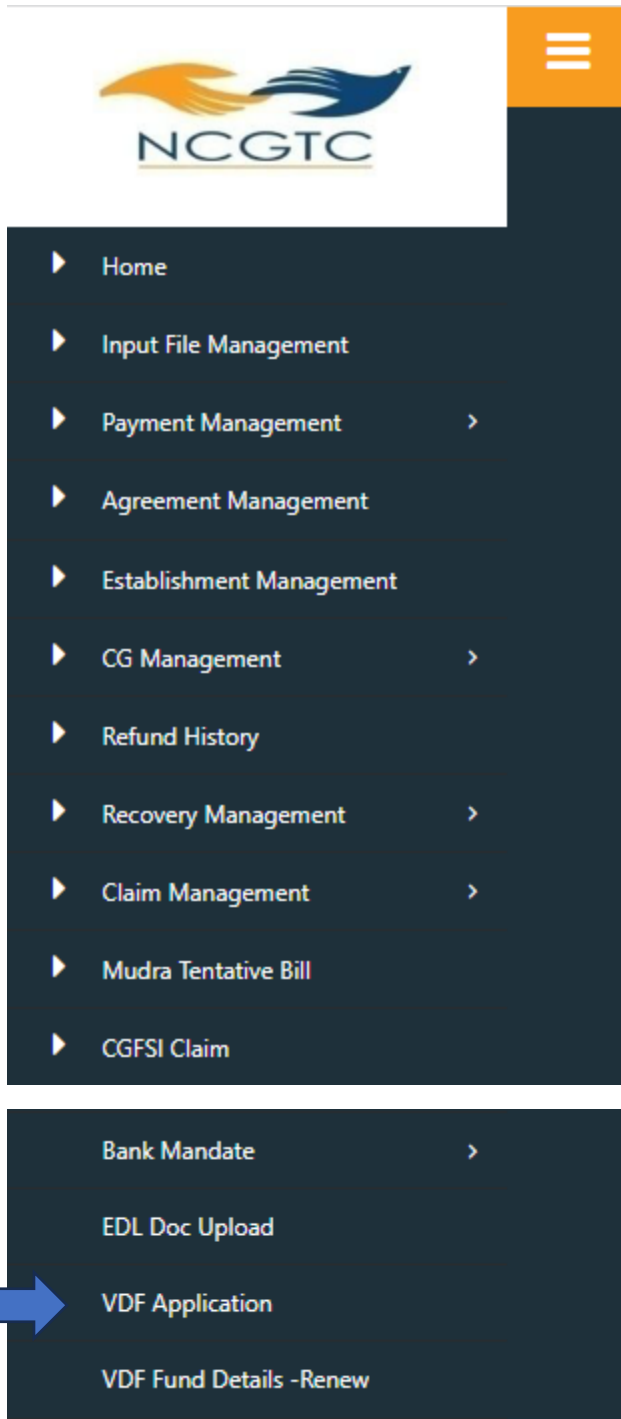 NCGTC
Home
Input File Management
Payment Management
Agreement Management
Establishment Management
CG Management
Refund History
Recovery Management
Claim Management
Mudra Tentative Bill
CGFSI Claim
Bank Mandate
EDL Doc Upload
VDF Application
VDF Fund Details -Renew